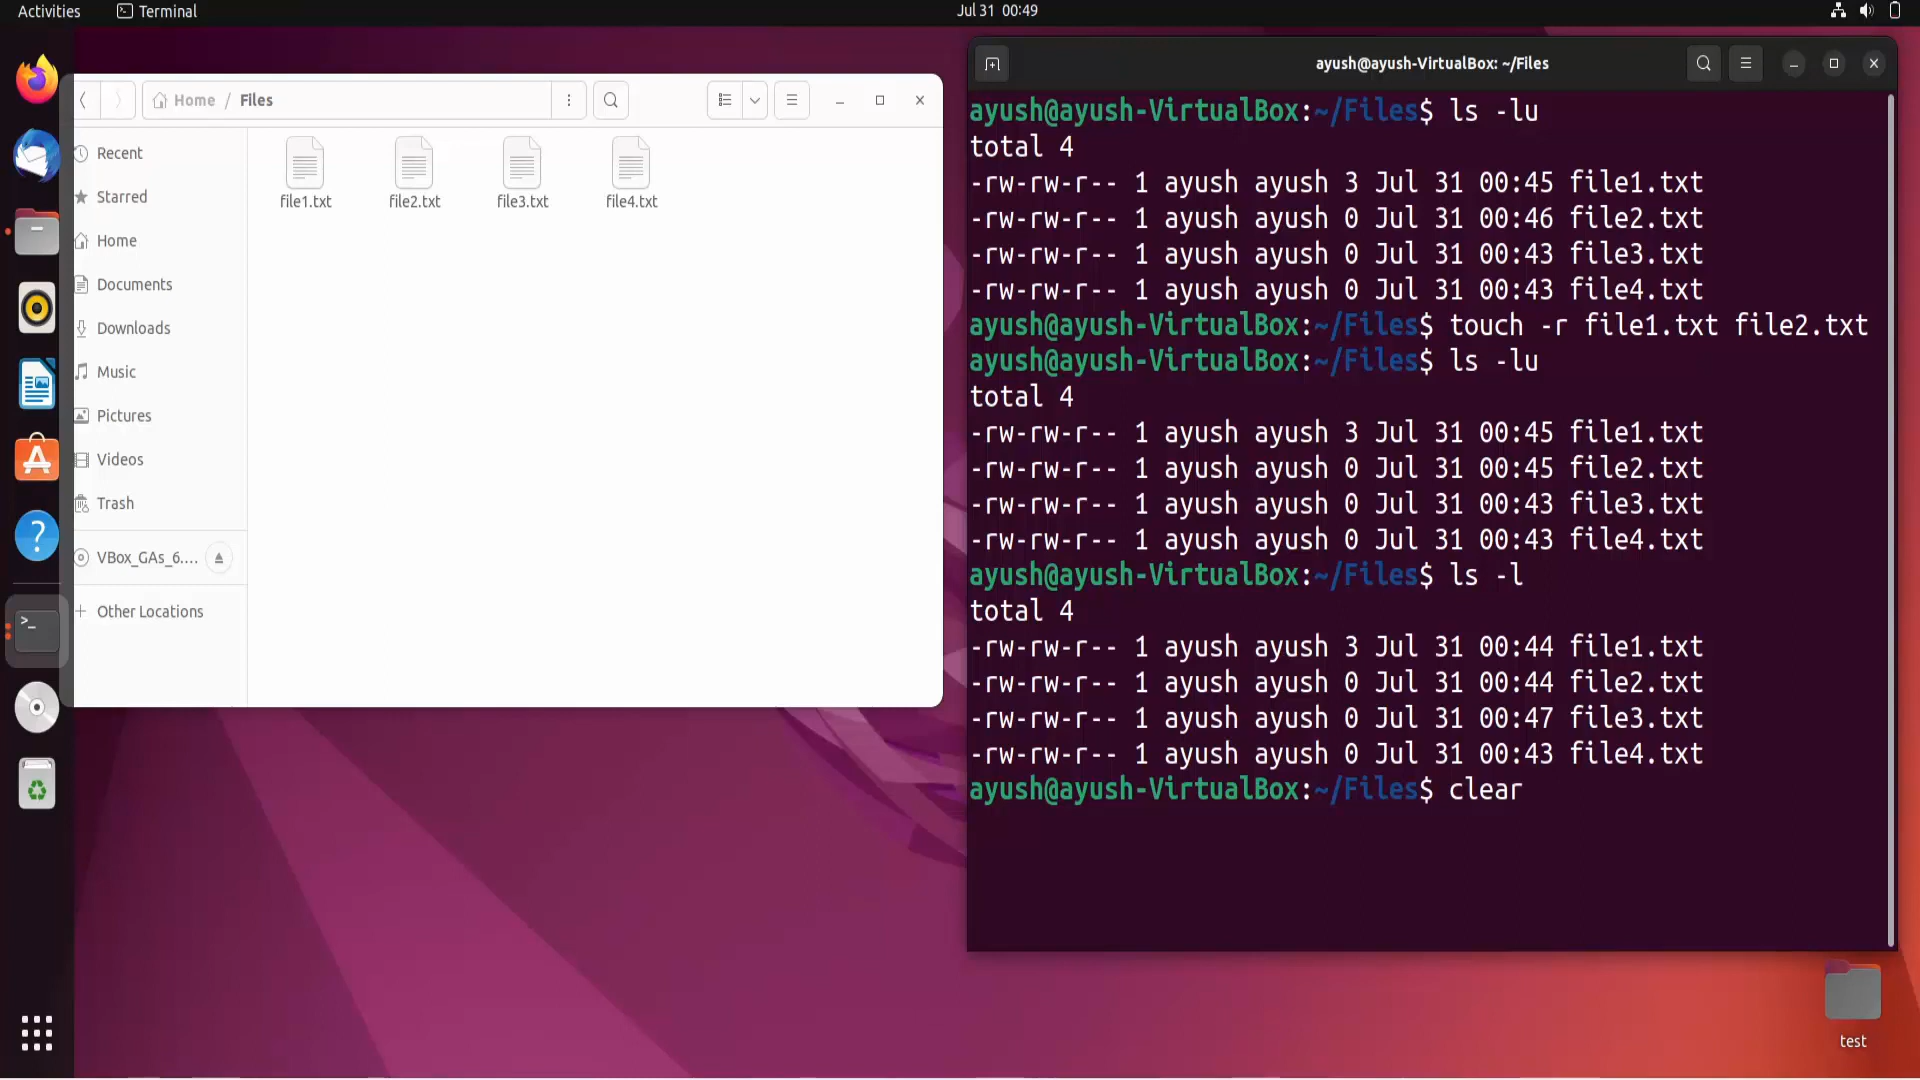 Activities
Terminal
Jul 31 00:49
Home / Files
Recent
Starred
Home
Documents
Downloads
Music
Pictures
Videos
Trash
VBox_GAs_6....
+ Other Locations
file1.txt
file2.txt
file3.txt
file4.txt
ayush@ayush-VirtualBox: ~/Files
ayush@ayush-VirtualBox:~/Files$ ls -lu
total 4
-rw-rw-r-- 1 ayush ayush 3 Jul 31 00:45 file1.txt
-rw-rw-r-- 1 ayush ayush 0 Jul 31 00:46 file2.txt
-rw-rw-r-- 1 ayush ayush 0 Jul 31 00:43 file3.txt
-rw-rw-r-- 1 ayush ayush 0 Jul 31 00:43 file4.txt
ayush@ayush-VirtualBox:~/Files$ touch -r file1.txt file2.txt
ayush@ayush-VirtualBox:~/Files$ ls -lu
total 4
-rw-rw-r-- 1 ayush ayush 3 Jul 31 00:45 file1.txt
-rw-rw-r-- 1 ayush ayush 0 Jul 31 00:45 file2.txt
-rw-rw-r-- 1 ayush ayush 0 Jul 31 00:43 file3.txt
-rw-rw-r-- 1 ayush ayush 0 Jul 31 00:43 file4.txt
ayush@ayush-VirtualBox:~/Files$ ls -l
total 4
-rw-rw-r-- 1 ayush ayush 3 Jul 31 00:44 file1.txt
-rw-rw-r-- 1 ayush ayush 0 Jul 31 00:44 file2.txt
-rw-rw-r-- 1 ayush ayush 0 Jul 31 00:47 file3.txt
-rw-rw-r-- 1 ayush ayush 0 Jul 31 00:43 file4.txt
ayush@ayush-VirtualBox:~/Files$ clear
test